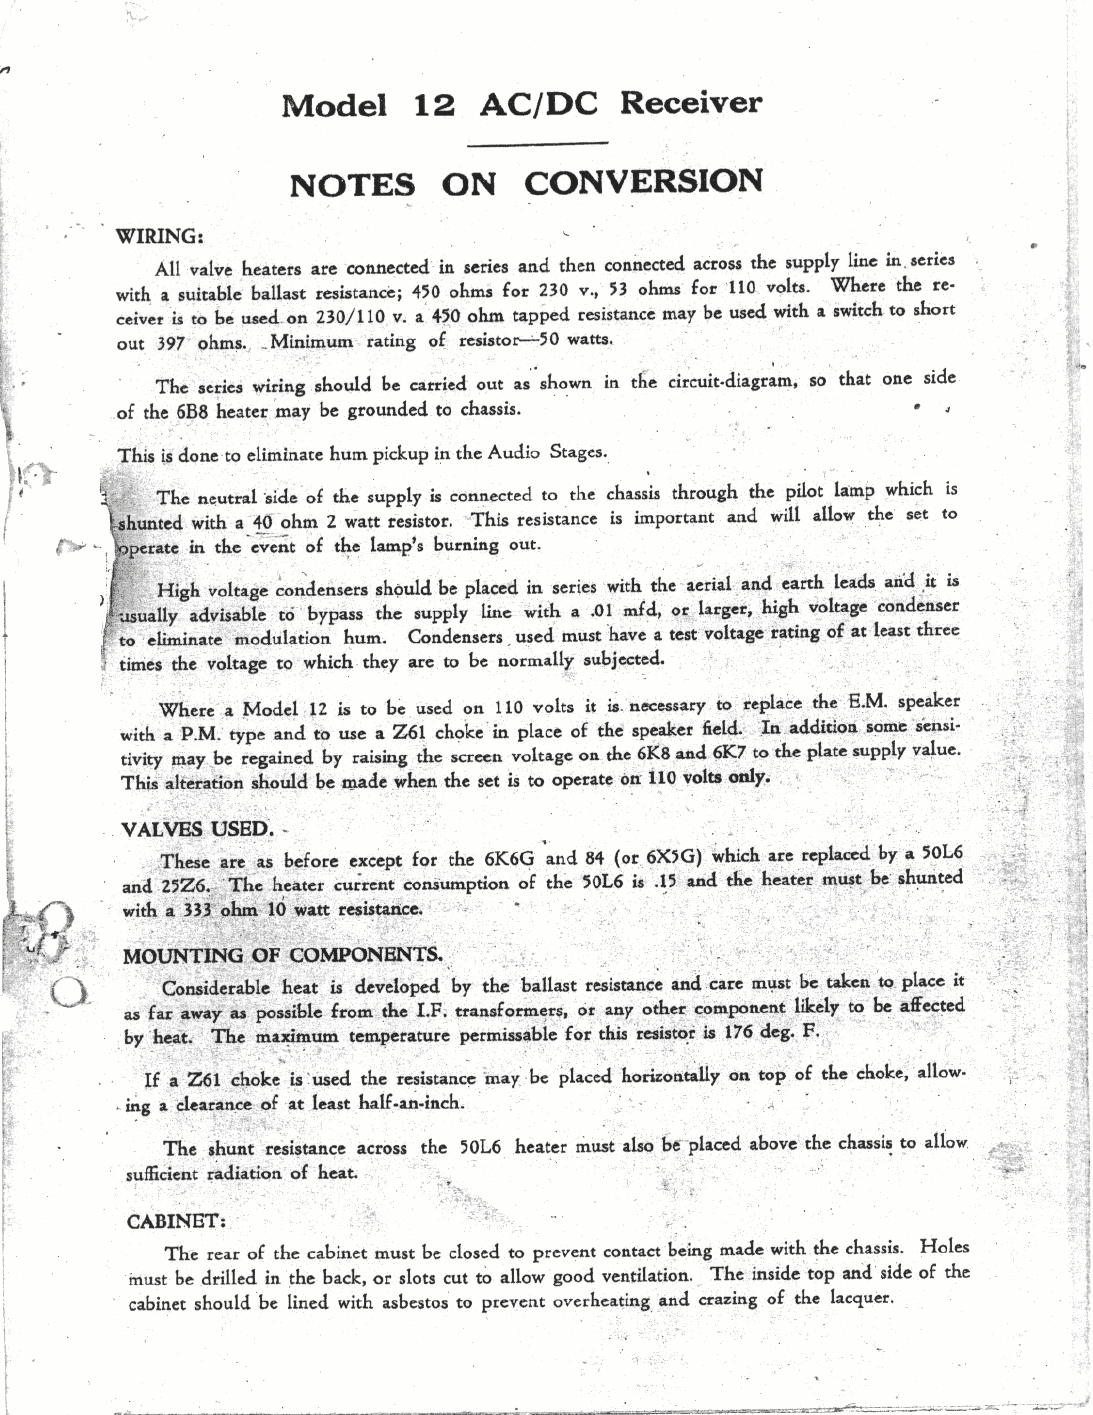 Model 12 AC/DC Receiver
NOTES ON CONVERSION
WIRING:
All valve heaters are connected in series and then connected across the supply line in series
with a suitable ballast resistance; 450 ohms for 230 v., 53 ohms for 110 volts. Where the re-
ceiver is to be used on 230/110 v. a 450 ohm tapped resistance may be used with a switch to short
out 397 ohms. Minimum rating of resistor—50 watts.
The series wiring should be carried out as shown in the circuit-diagram, so that one side
of the 6B8 heater may be grounded to chassis.
This is done to eliminate hum pickup in the Audio Stages.
The neutral side of the supply is connected to the chassis through the pilot lamp which is
shunted with a 40 ohm 2 watt resistor. This resistance is important and will allow the set to
operate in the event of the lamp's burning out.
High voltage condensers should be placed in series with the aerial and earth leads and it is
usually advisable to bypass the supply line with a .01 mfd, or larger, high voltage condenser
to eliminate modulation hum. Condensers used must have a test voltage rating of at least three
times the voltage to which they are to be normally subjected.
Where a Model 12 is to be used on 110 volts it is necessary to replace the E.M. speaker
with a P.M. type and to use a Z61 choke in place of the speaker field. In addition some sensi-
tivity may be regained by raising the screen voltage on the 6K8 and 6K7 to the plate supply value.
This alteration should be made when the set is to operate on 110 volts only.
VALVES USED.
These are as before except for the 6K6G and 84 (or 6X5G) which are replaced by a 50L6
and 25Z6. The heater current consumption of the 50L6 is .15 and the heater must be shunted
with a 333 ohm 10 watt resistance.
MOUNTING OF COMPONENTS.
Considerable heat is developed by the ballast resistance and care must be taken to place it
as far away as possible from the I.F. transformers, or any other component likely to be affected
by heat. The maximum temperature permissable for this resistor is 176 deg. F.
If a Z61 choke is used the resistance may be placed horizontally on top of the choke, allow-
ing a clearance of at least half-an-inch.
The shunt resistance across the 50L6 heater must also be placed above the chassis to allow
sufficient radiation of heat.
CABINET:
The rear of the cabinet must be closed to prevent contact being made with the chassis. Holes
must be drilled in the back, or slots cut to allow good ventilation. The inside top and side of the
cabinet should be lined with asbestos to prevent overheating and crazing of the lacquer.